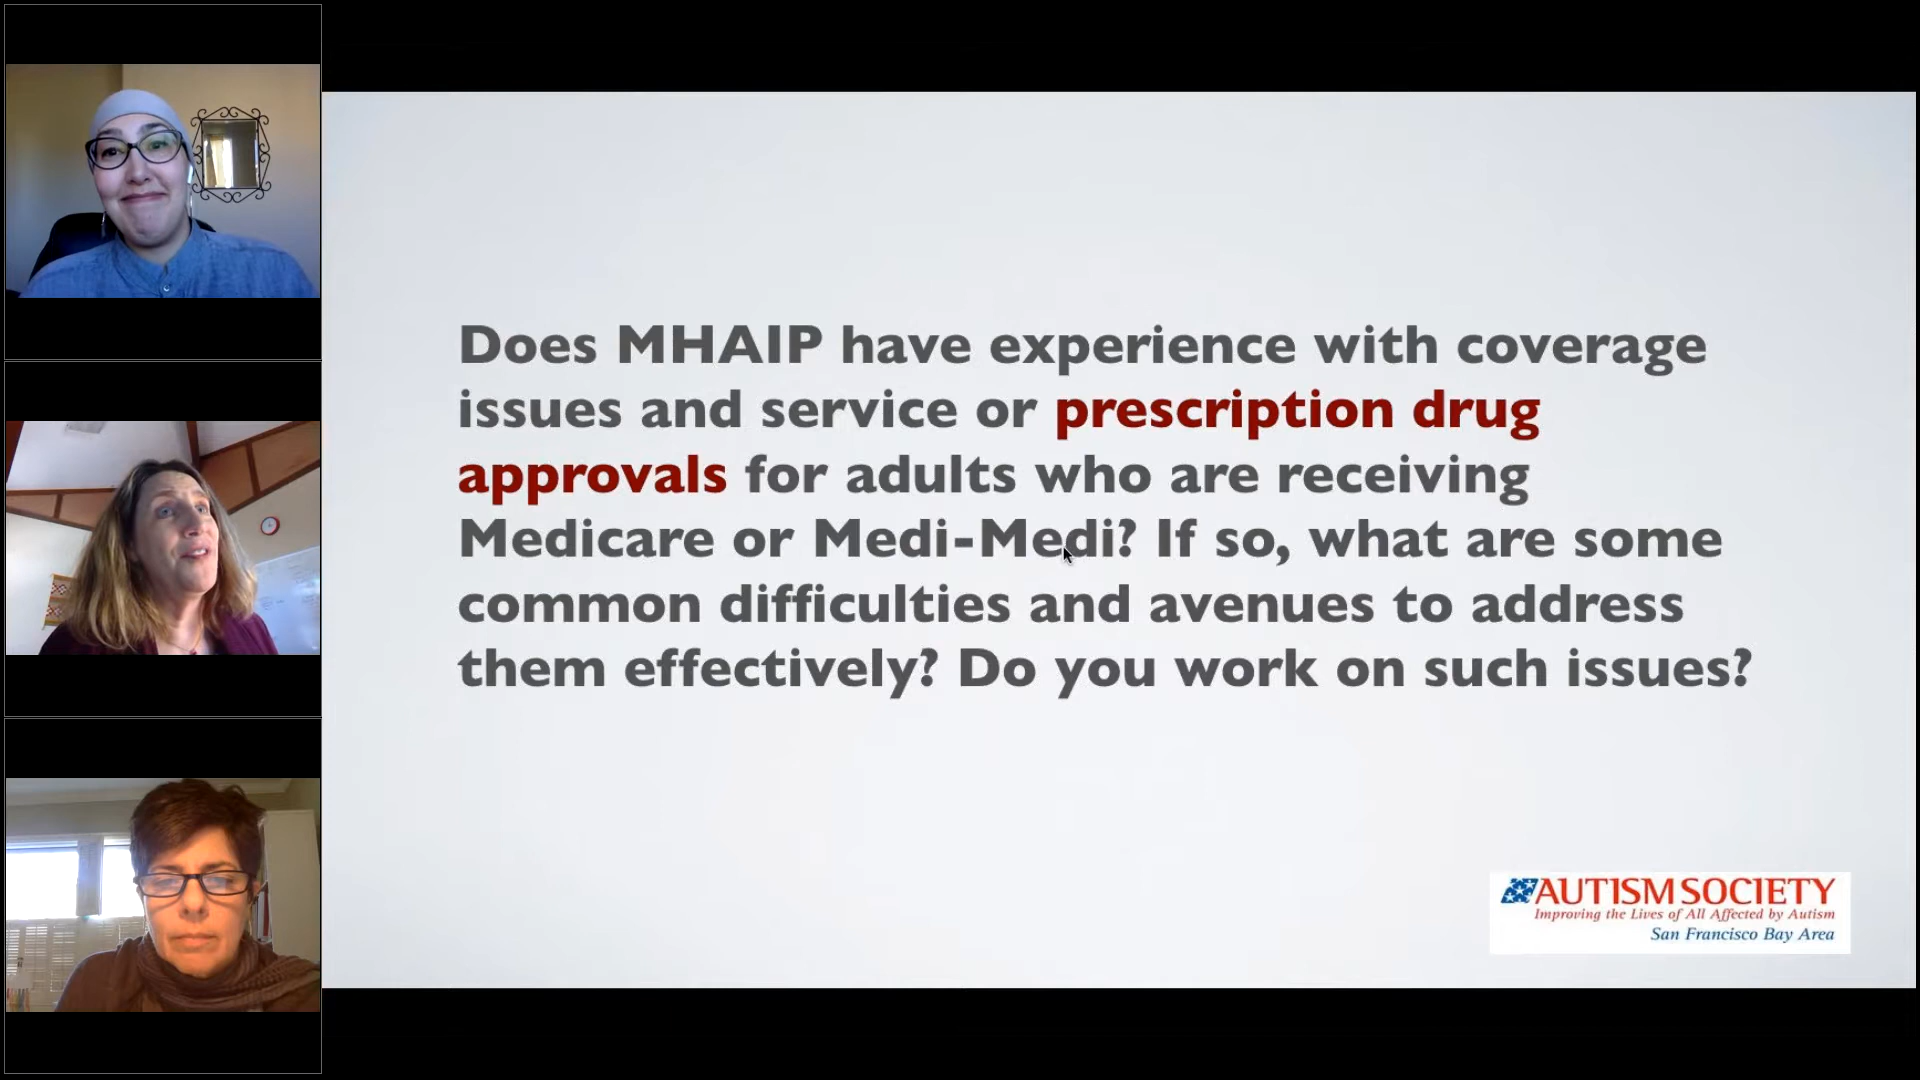 Does MHAIP have experience with coverage
issues and service or prescription drug
approvals for adults who are receiving
Medicare or Medi-Medi? If so, what are some
common difficulties and avenues to address
them effectively? Do you work on such issues?
AUTISM SOCIETY
Improving the Lives of All Affected by Autism
San Francisco Bay Area